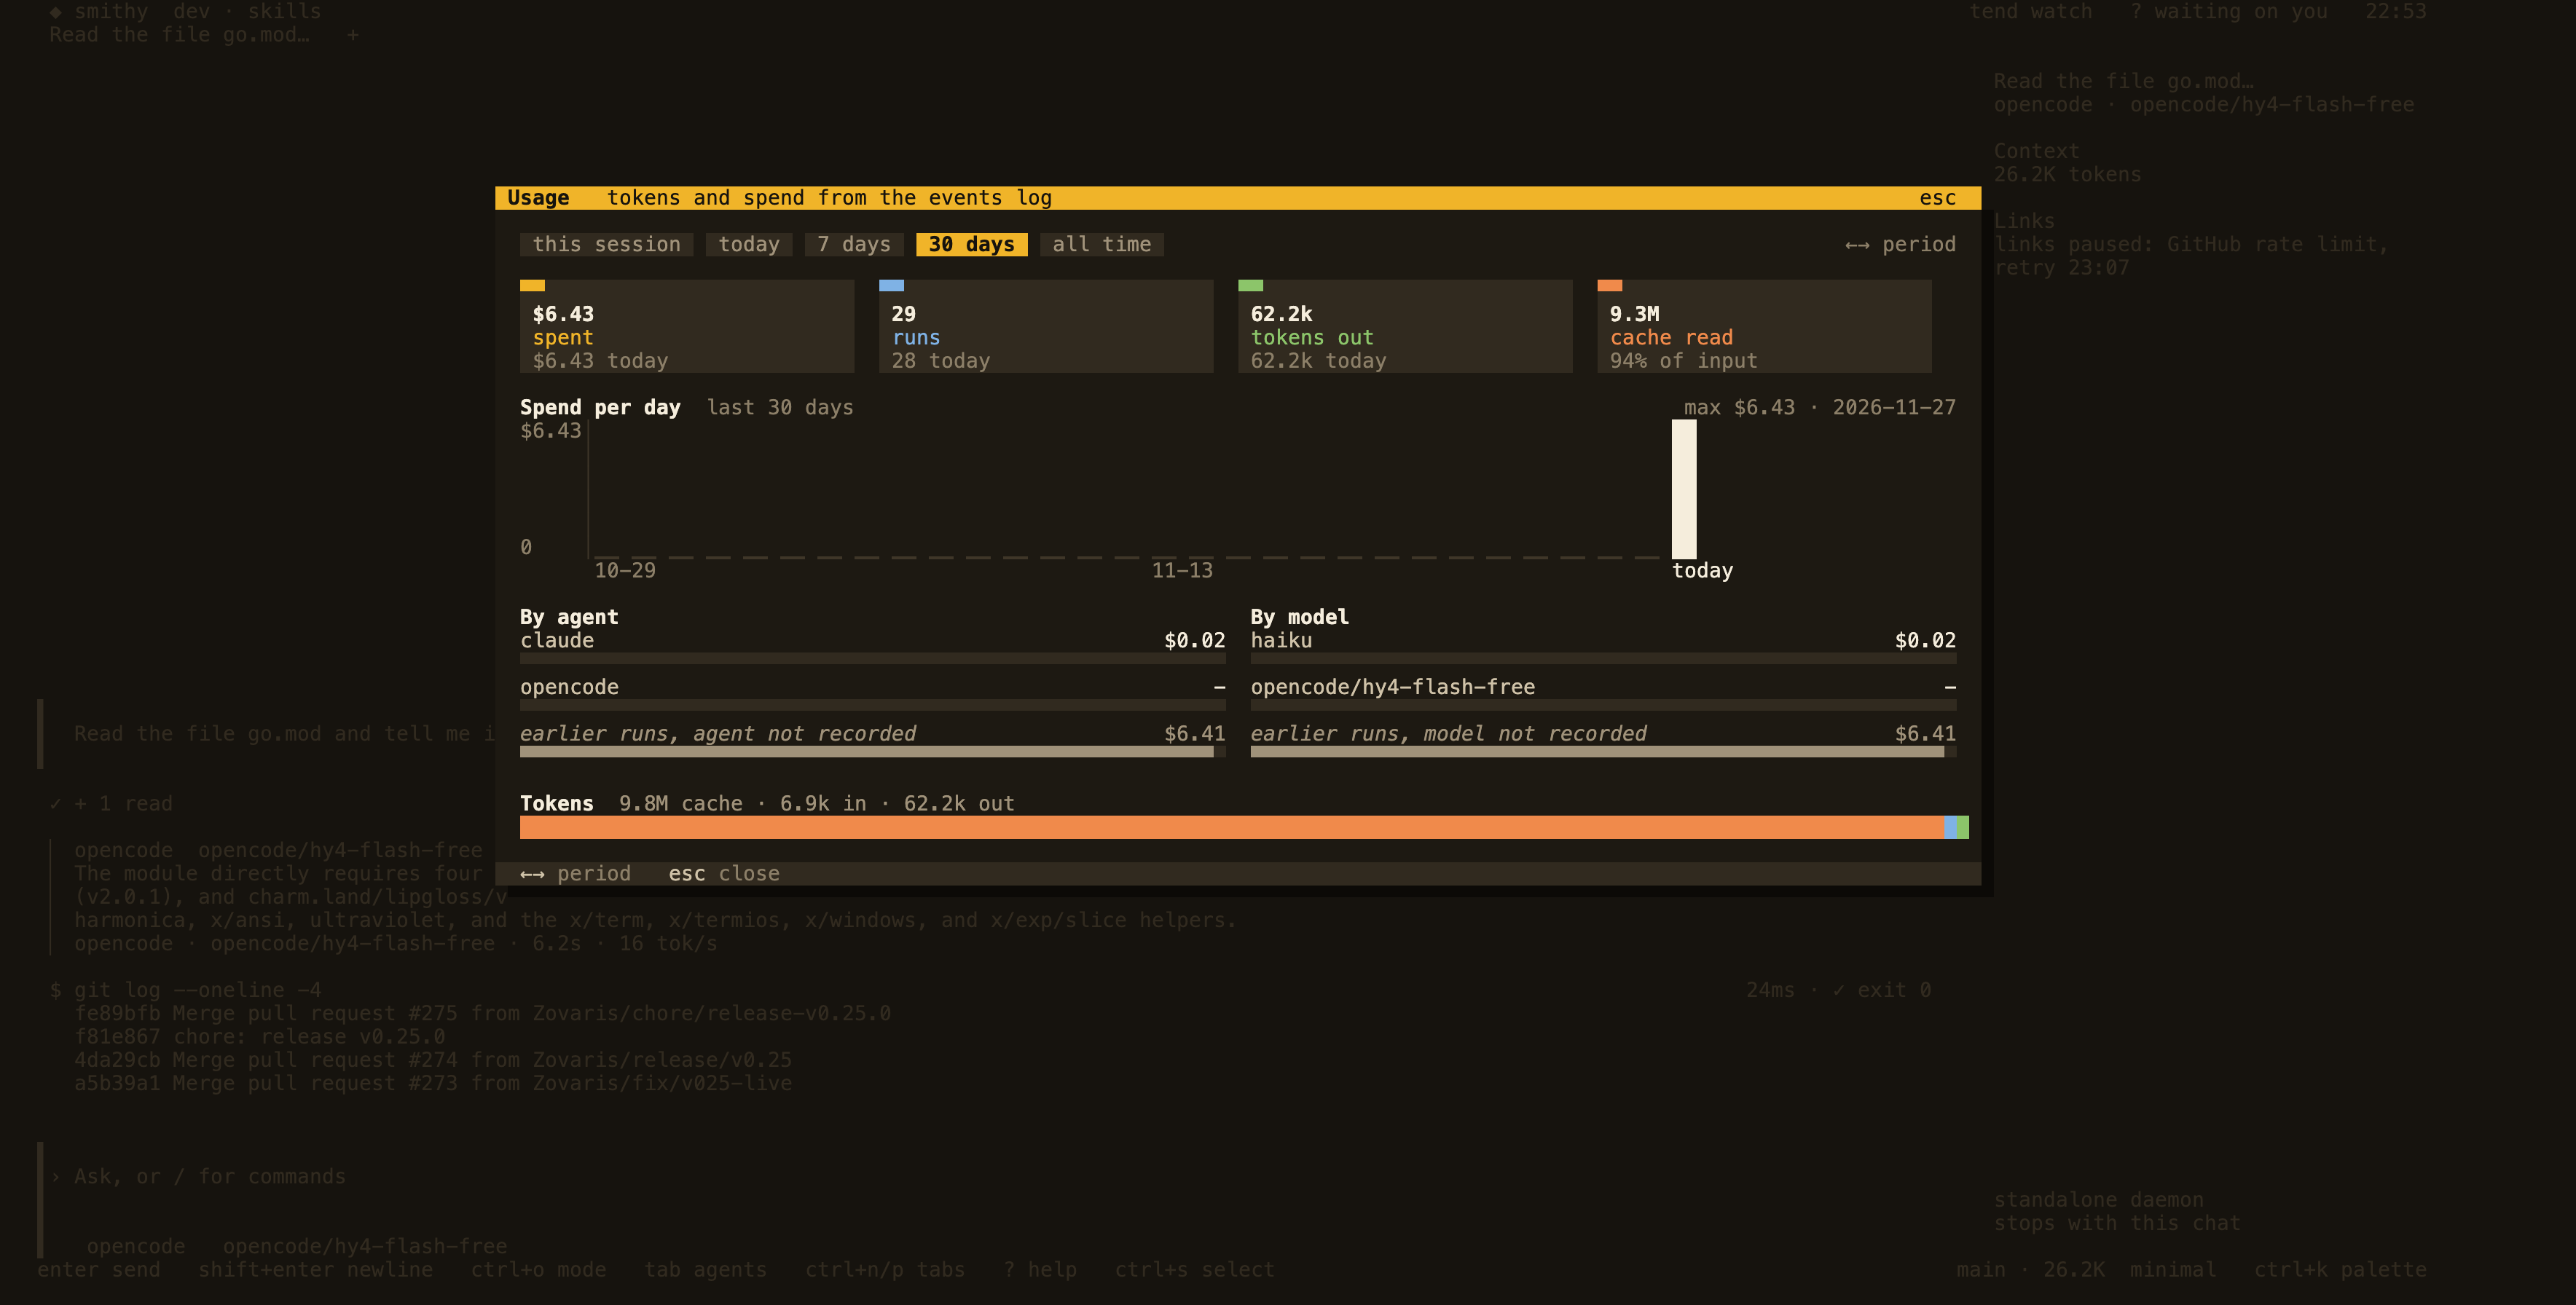 ◆ smithy  dev · skills
tend watch   ? waiting on you   22:53
Read the file go.mod…   +
Read the file go.mod…
opencode · opencode/hy4-flash-free
Context
26.2K tokens
Links
links paused: GitHub rate limit,
retry 23:07
Usage   tokens and spend from the events log   esc
this session   today   7 days   30 days   all time   ←→ period
$6.43   29   62.2k   9.3M
spent   runs   tokens out   cache read
$6.43 today   28 today   62.2k today   94% of input
Spend per day  last 30 days   max $6.43 · 2026-11-27
$6.43
0
10-29   11-13   today
By agent   By model
claude   $0.02   haiku   $0.02
opencode   –   opencode/hy4-flash-free   –
earlier runs, agent not recorded   $6.41   earlier runs, model not recorded   $6.41
Tokens  9.8M cache · 6.9k in · 62.2k out
←→ period   esc close
Read the file go.mod and tell me i
✓ + 1 read
opencode  opencode/hy4-flash-free
The module directly requires four
(v2.0.1), and charm.land/lipgloss/v
harmonica, x/ansi, ultraviolet, and the x/term, x/termios, x/windows, and x/exp/slice helpers.
opencode · opencode/hy4-flash-free · 6.2s · 16 tok/s
$ git log --oneline -4   24ms · ✓ exit 0
fe89bfb Merge pull request #275 from Zovaris/chore/release-v0.25.0
f81e867 chore: release v0.25.0
4da29cb Merge pull request #274 from Zovaris/release/v0.25
a5b39a1 Merge pull request #273 from Zovaris/fix/v025-live
› Ask, or / for commands
standalone daemon
stops with this chat
opencode   opencode/hy4-flash-free
enter send   shift+enter newline   ctrl+o mode   tab agents   ctrl+n/p tabs   ? help   ctrl+s select   main · 26.2K  minimal   ctrl+k palette